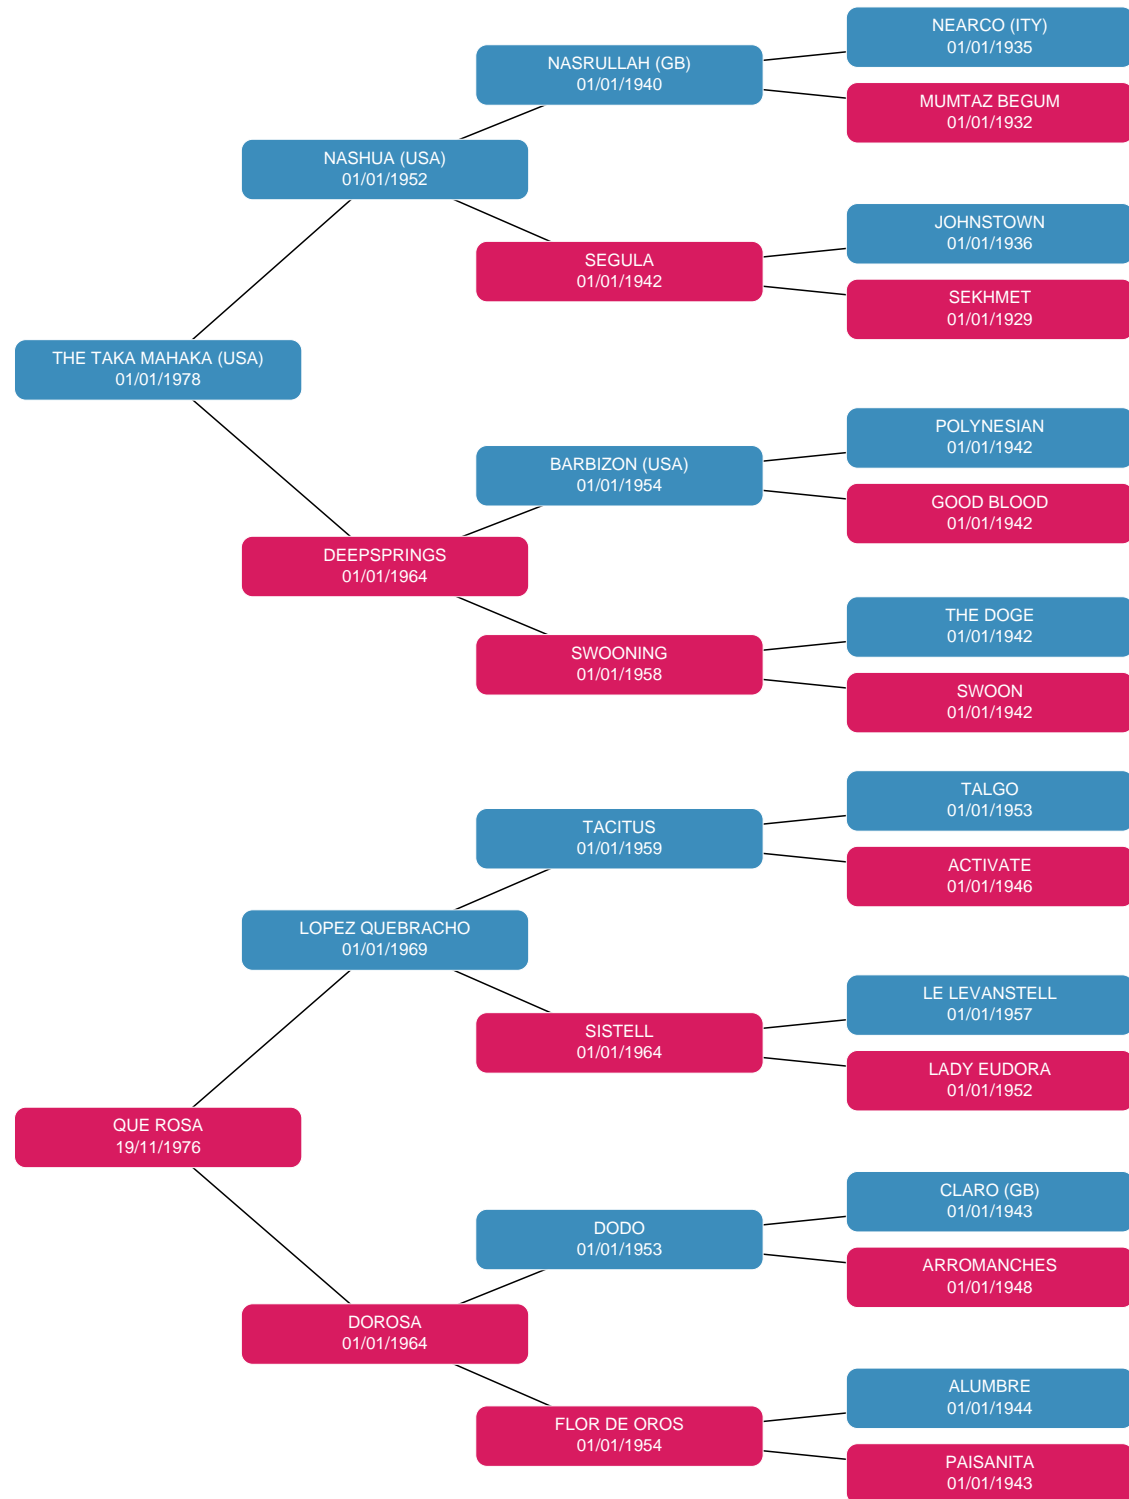 NEARCO (ITY)
01/01/1935
NASRULLAH (GB)
01/01/1940
MUMTAZ BEGUM
01/01/1932
NASHUA (USA)
01/01/1952
JOHNSTOWN
01/01/1936
SEGULA
01/01/1942
SEKHMET
01/01/1929
THE TAKA MAHAKA (USA)
01/01/1978
POLYNESIAN
01/01/1942
BARBIZON (USA)
01/01/1954
GOOD BLOOD
01/01/1942
DEEPSPRINGS
01/01/1964
THE DOGE
01/01/1942
SWOONING
01/01/1958
SWOON
01/01/1942
TALGO
01/01/1953
TACITUS
01/01/1959
ACTIVATE
01/01/1946
LOPEZ QUEBRACHO
01/01/1969
LE LEVANSTELL
01/01/1957
SISTELL
01/01/1964
LADY EUDORA
01/01/1952
QUE ROSA
19/11/1976
CLARO (GB)
01/01/1943
DODO
01/01/1953
ARROMANCHES
01/01/1948
DOROSA
01/01/1964
ALUMBRE
01/01/1944
FLOR DE OROS
01/01/1954
PAISANITA
01/01/1943